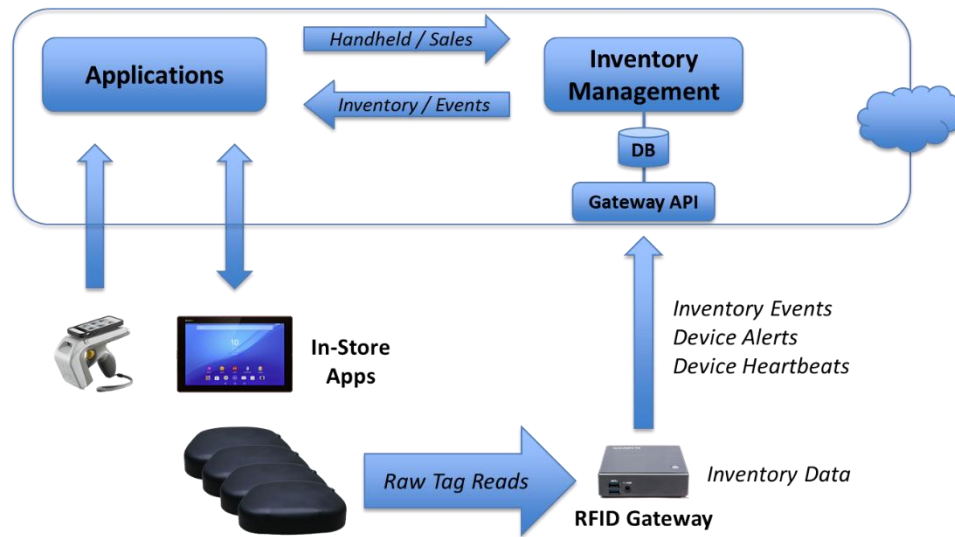 Applications
Handheld / Sales
Inventory / Events
Inventory
Management
DB
Gateway API
Inventory Events
Device Alerts
Device Heartbeats
In-Store
Apps
10
Raw Tag Reads
Inventory Data
RFID Gateway